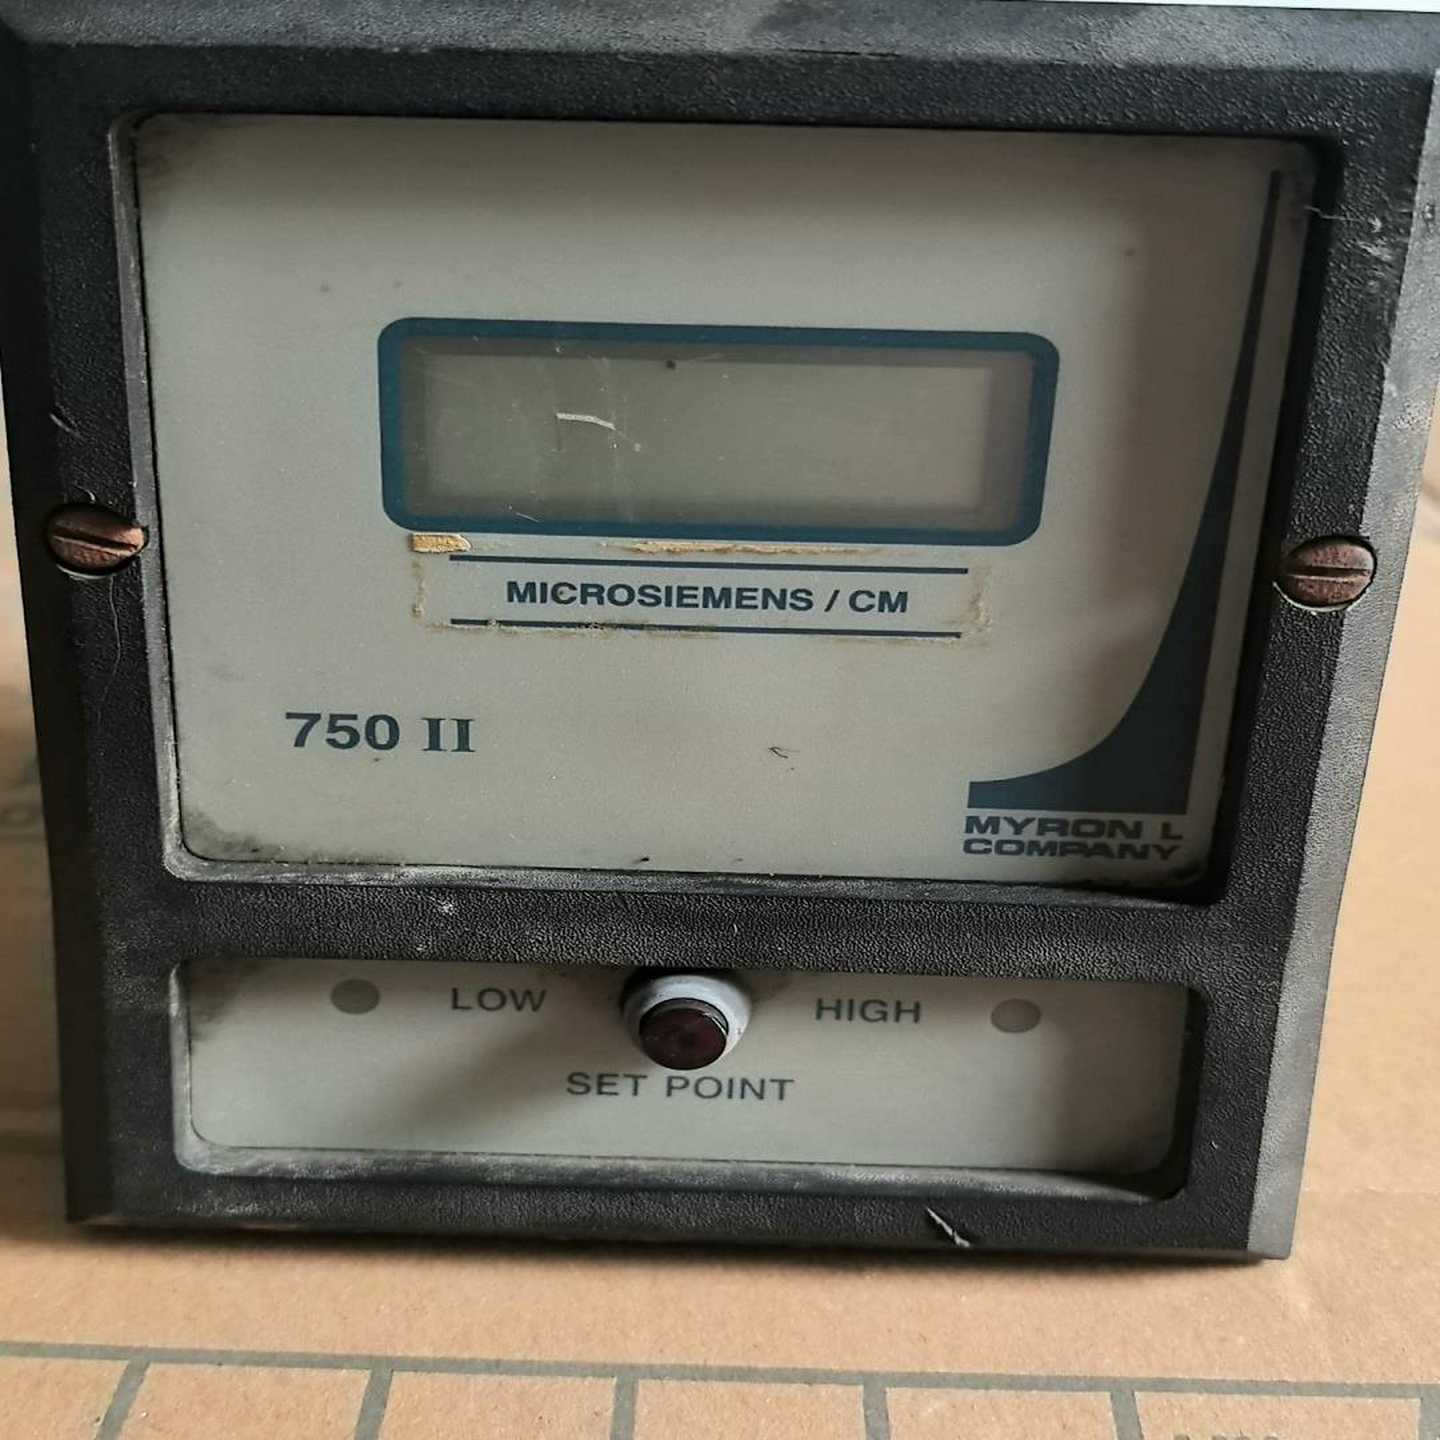 MICROSIEMENS / CM
750 II
MYRON L
COMPANY
LOW
HIGH
SET POINT